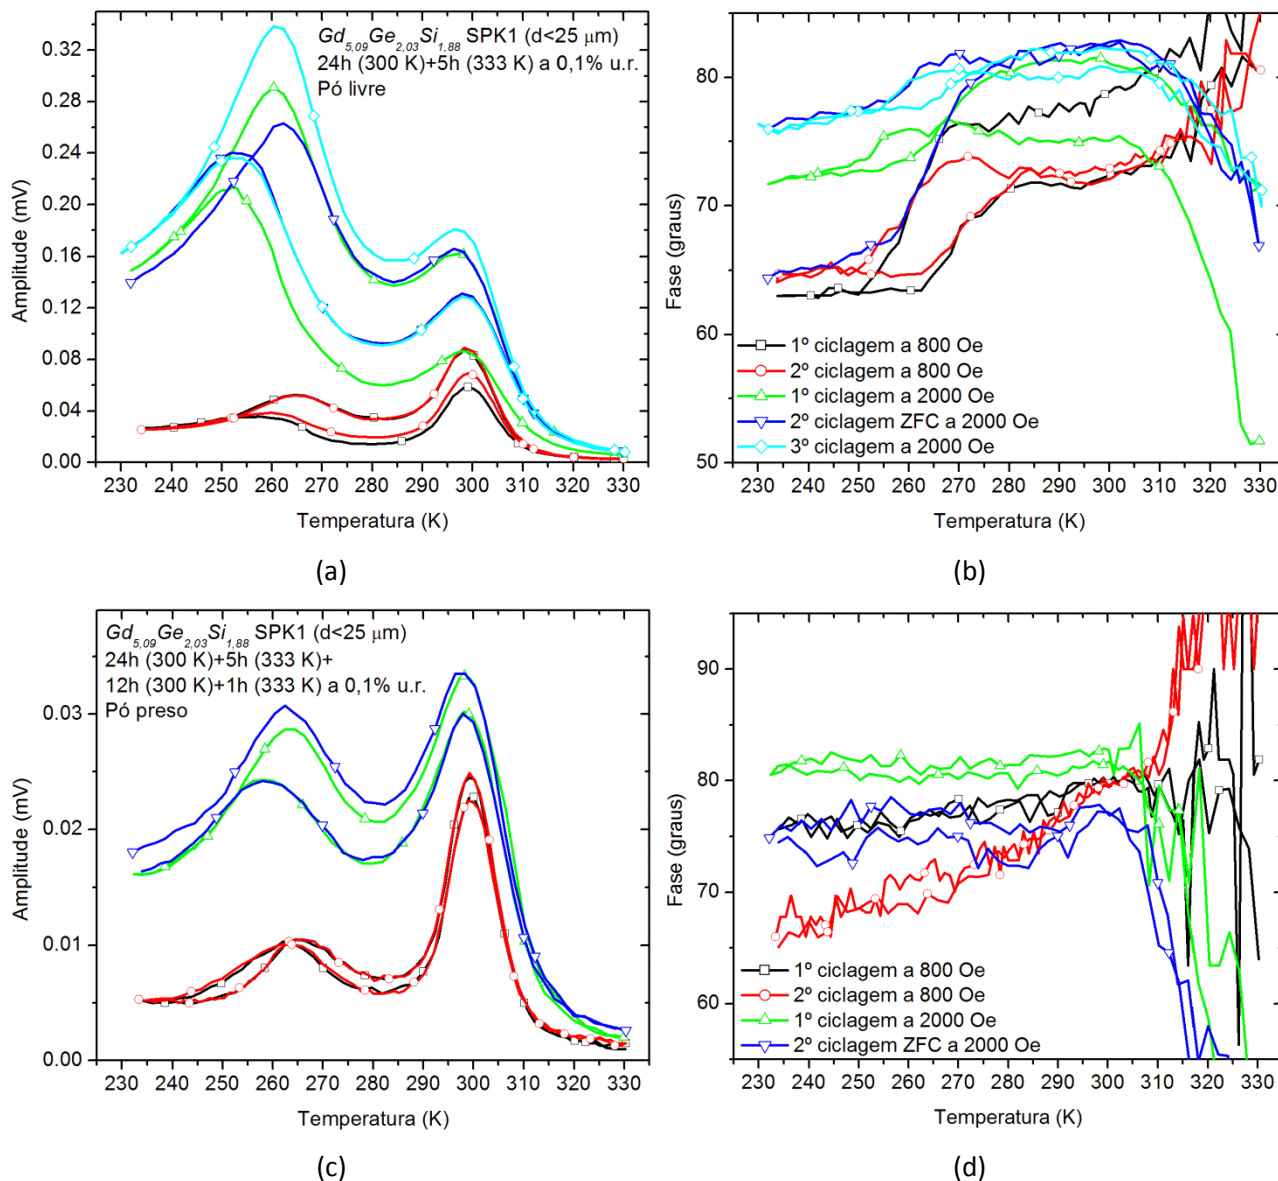 Gd5,09Ge2,03Si1,88 SPK1 (d<25 μm)
24h (300 K)+5h (333 K) a 0,1% u.r.
Pó livre
0.32
0.28
0.24
0.20
0.16
0.12
0.08
0.04
0.00
Amplitude (mV)
230 240 250 260 270 280 290 300 310 320 330
Temperatura (K)
(a)
80
70
60
50
Fase (graus)
1º ciclagem a 800 Oe
2º ciclagem a 800 Oe
1º ciclagem a 2000 Oe
2º ciclagem ZFC a 2000 Oe
3º ciclagem a 2000 Oe
230 240 250 260 270 280 290 300 310 320 330
Temperatura (K)
(b)
Gd5,09Ge2,03Si1,88 SPK1 (d<25 μm)
24h (300 K)+5h (333 K)+
12h (300 K)+1h (333 K) a 0,1% u.r.
Pó preso
0.03
0.02
0.01
0.00
Amplitude (mV)
230 240 250 260 270 280 290 300 310 320 330
Temperatura (K)
(c)
90
80
70
60
Fase (graus)
1º ciclagem a 800 Oe
2º ciclagem a 800 Oe
1º ciclagem a 2000 Oe
2º ciclagem ZFC a 2000 Oe
230 240 250 260 270 280 290 300 310 320 330
Temperatura (K)
(d)